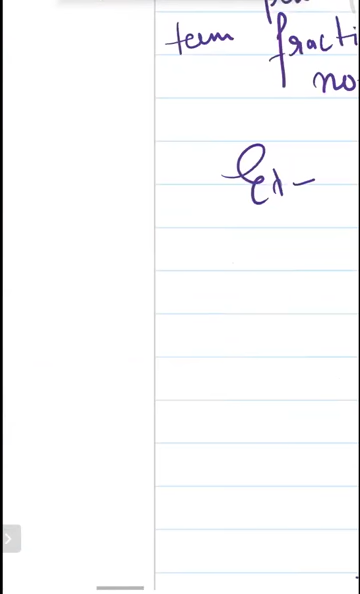 term fracti
no
Ex -